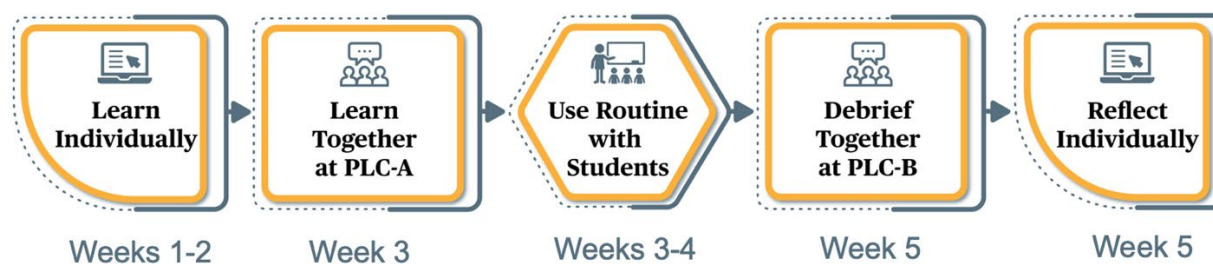 Learn
Individually
Learn
Together
at PLC-A
Use Routine
with
Students
Debrief
Together
at PLC-B
Reflect
Individually
Weeks 1-2
Week 3
Weeks 3-4
Week 5
Week 5